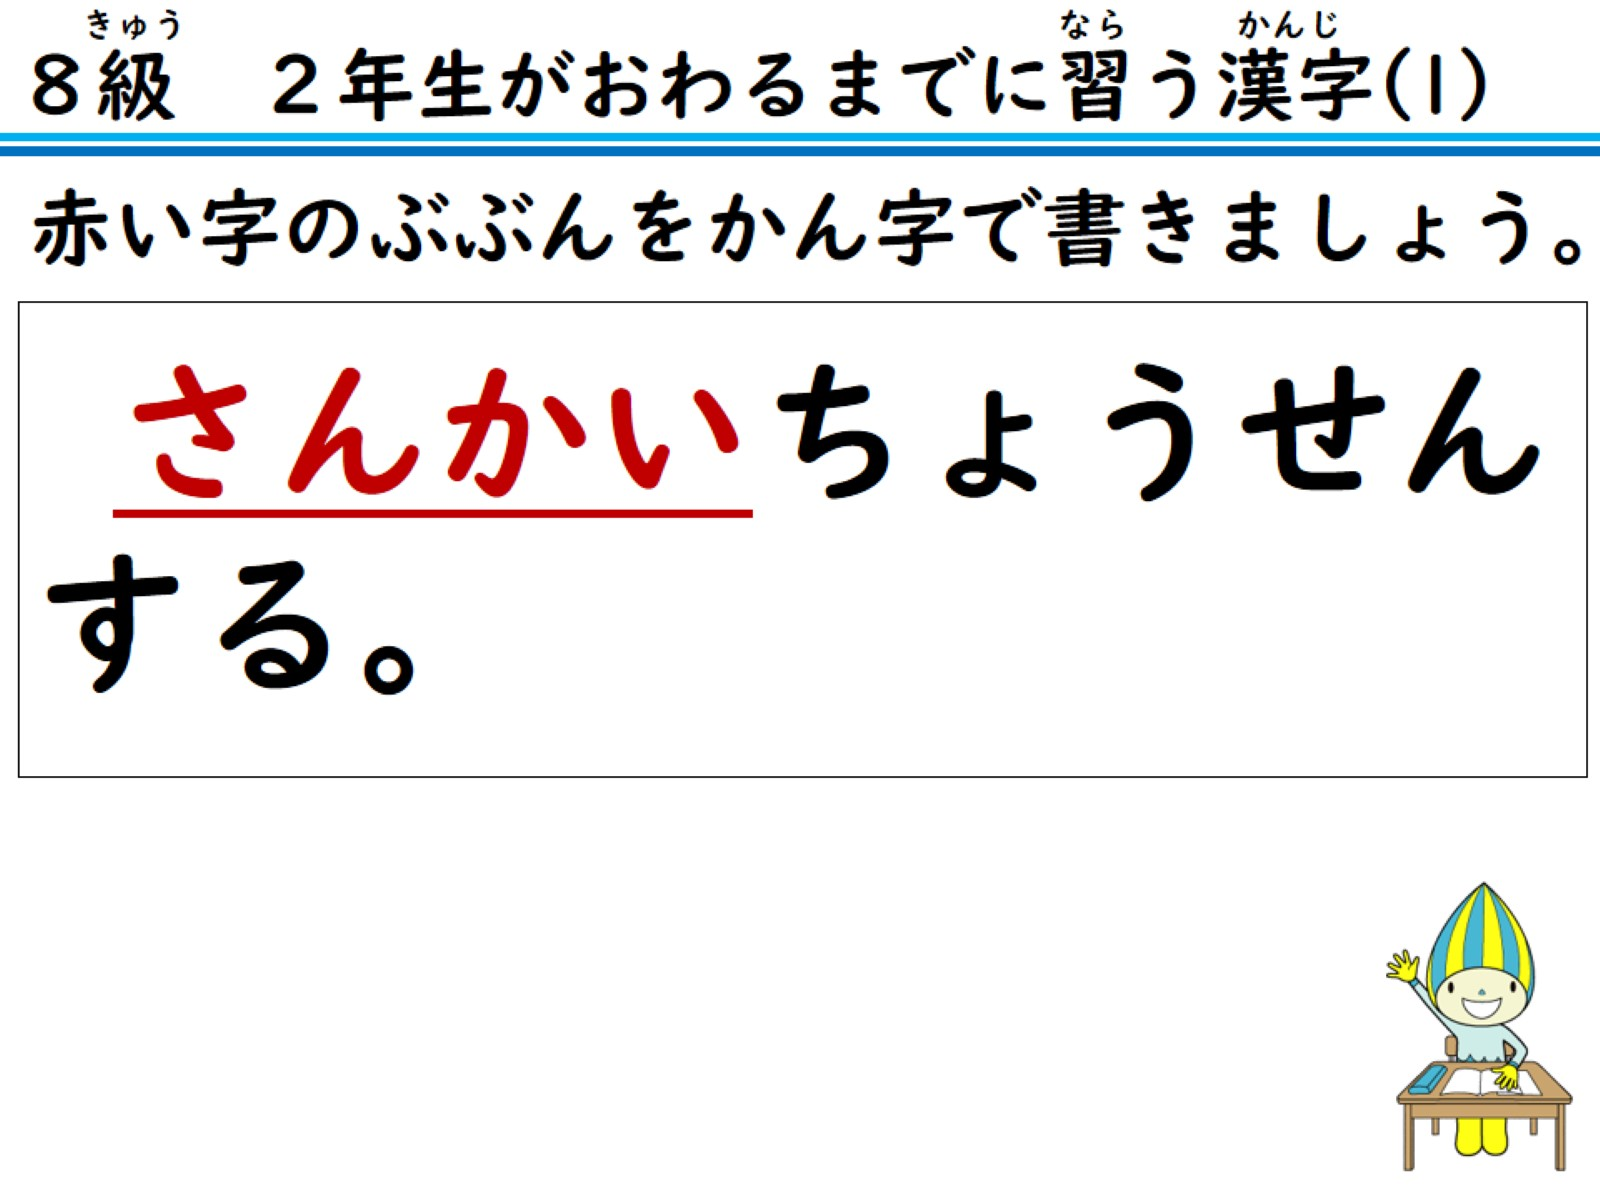 きゅう なら かんじ
８級　２年生がおわるまでに習う漢字(1)
赤い字のぶぶんをかん字で書きましょう。
さんかいちょうせん
する。